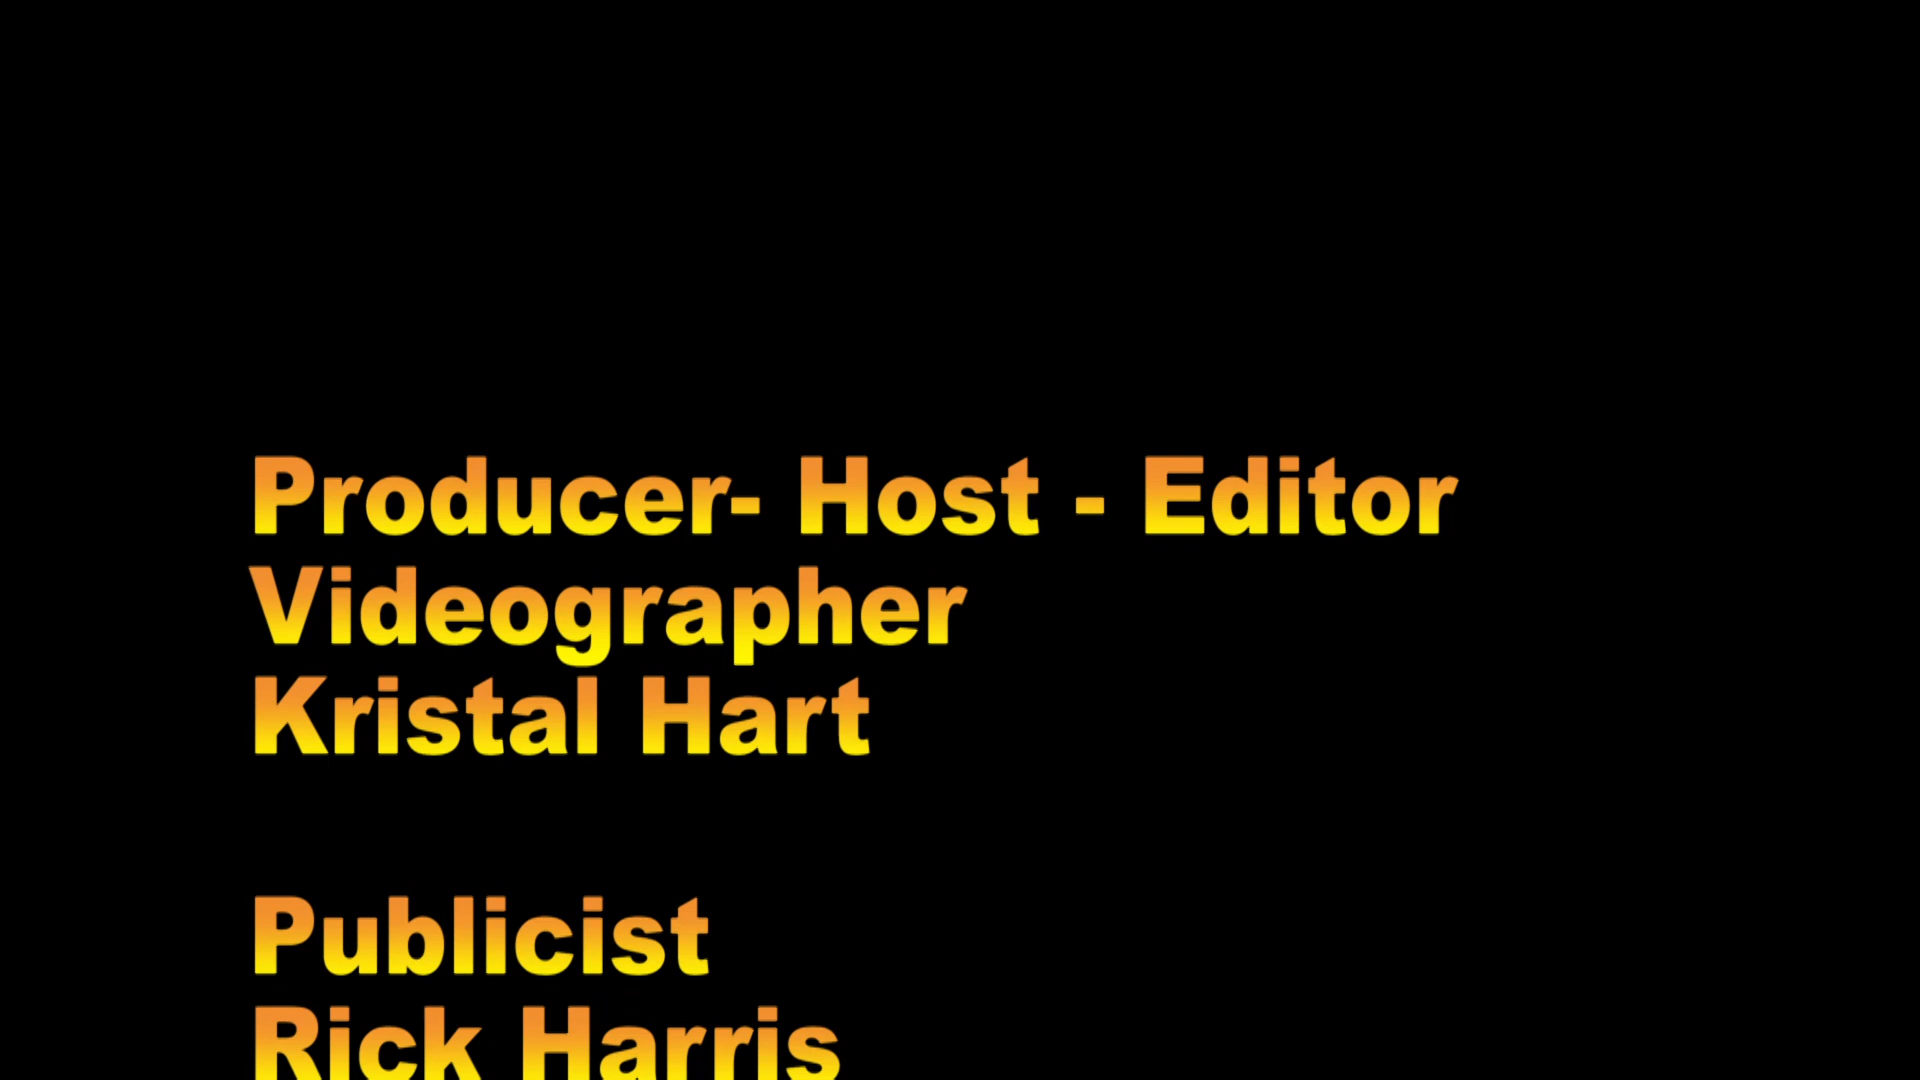 Producer- Host - Editor
Videographer
Kristal Hart
Publicist
Rick Harris